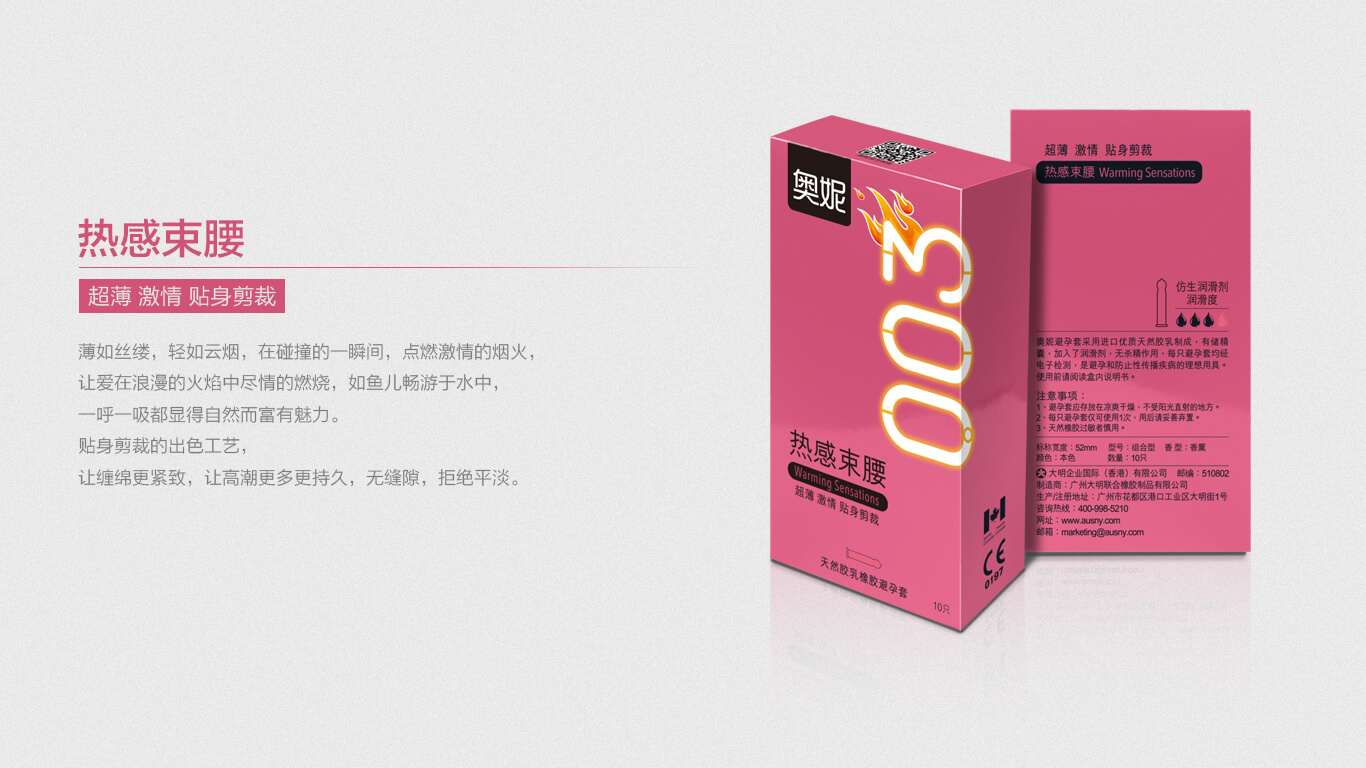 热感束腰
超薄 激情 贴身剪裁
薄如丝缕，轻如云烟，在碰撞的一瞬间，点燃激情的烟火，
让爱在浪漫的火焰中尽情的燃烧，如鱼儿畅游于水中，
一呼一吸都显得自然而富有魅力。
贴身剪裁的出色工艺，
让缠绵更紧致，让高潮更多更持久，无缝隙，拒绝平淡。
奥妮
003
热感束腰
Warming Sensations
超薄 激情 贴身剪裁
天然胶乳橡胶避孕套
10只
CE
0197
超薄 激情 贴身剪裁
热感束腰 Warming Sensations
仿生润滑剂
润滑度
奥妮避孕套采用进口优质天然胶乳制成，有储精
囊，加入了润滑剂，无杀精作用，每只避孕套均经
电子检测，是避孕和防止性传播疾病的理想用具。
使用前请阅读盒内说明书。
注意事项：
1、避孕套应存放在凉爽干燥，不受阳光直射的地方。
2、每只避孕套仅可使用1次，用后请妥善弃置。
3、天然橡胶过敏者慎用。
标称宽度：52mm 型号：组合型 香型：香薰
颜色：本色 数量：10只
大明企业国际（香港）有限公司 邮编：510802
制造商：广州大明联合橡胶制品有限公司
生产/注册地址：广州市花都区港口工业区大明街1号
咨询热线：400-998-5210
网址：www.ausny.com
邮箱：marketing@ausny.com